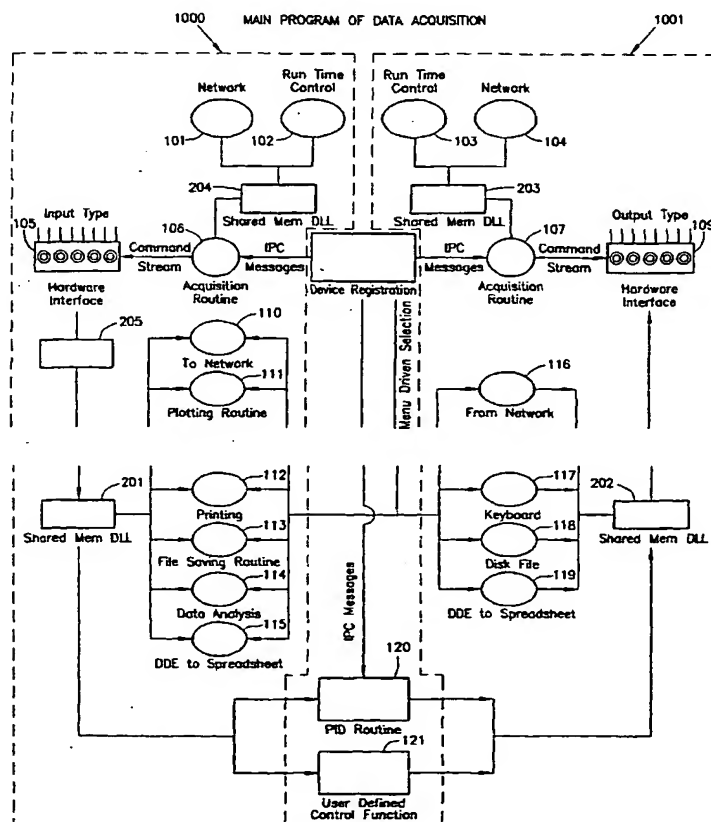 1000
MAIN PROGRAM OF DATA ACQUISITION
1001
Network
Run Time
Control
Run Time
Control
Network
101
102
103
104
204
203
Shared Mem DLL
Shared Mem DLL
Input Type
105
106
107
Output Type
109
Command
Stream
IPC
Messages
IPC
Messages
Command
Stream
Hardware
Interface
Acquisition
Routine
Device Registration
Acquisition
Routine
Hardware
Interface
205
110
To Network
111
Plotting Routine
Menu Driven Selection
116
From Network
201
Shared Mem DLL
112
Printing
113
File Saving Routine
114
Data Analysis
115
DDE to Spreadsheet
117
Keyboard
118
Disk File
119
DDE to Spreadsheet
202
Shared Mem DLL
IPC Messages
120
PID Routine
121
User Defined
Control Function